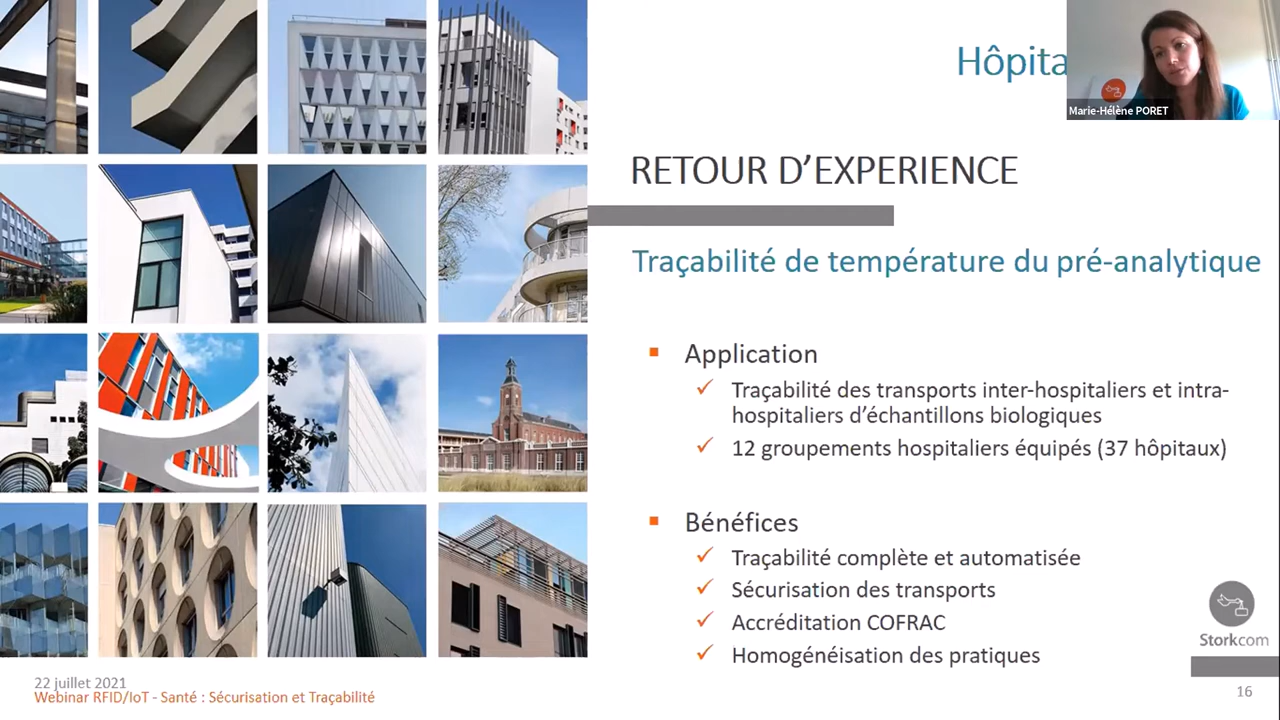 Hôpita
Marie-Hélène PORET
RETOUR D’EXPERIENCE
Traçabilité de température du pré-analytique
Application
Traçabilité des transports inter-hospitaliers et intra-
hospitaliers d’échantillons biologiques
12 groupements hospitaliers équipés (37 hôpitaux)
Bénéfices
Traçabilité complète et automatisée
Sécurisation des transports
Accréditation COFRAC
Homogénéisation des pratiques
Storkcom
22 juillet 2021
Webinar RFID/IoT - Santé : Sécurisation et Traçabilité
16